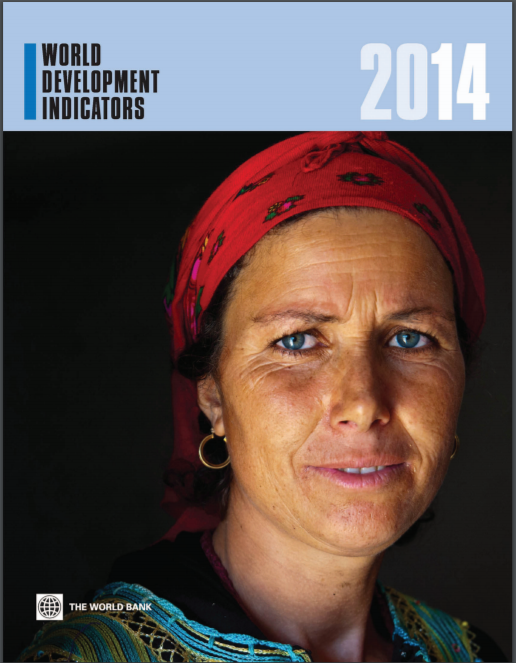 WORLD
DEVELOPMENT
INDICATORS
2014
THE WORLD BANK